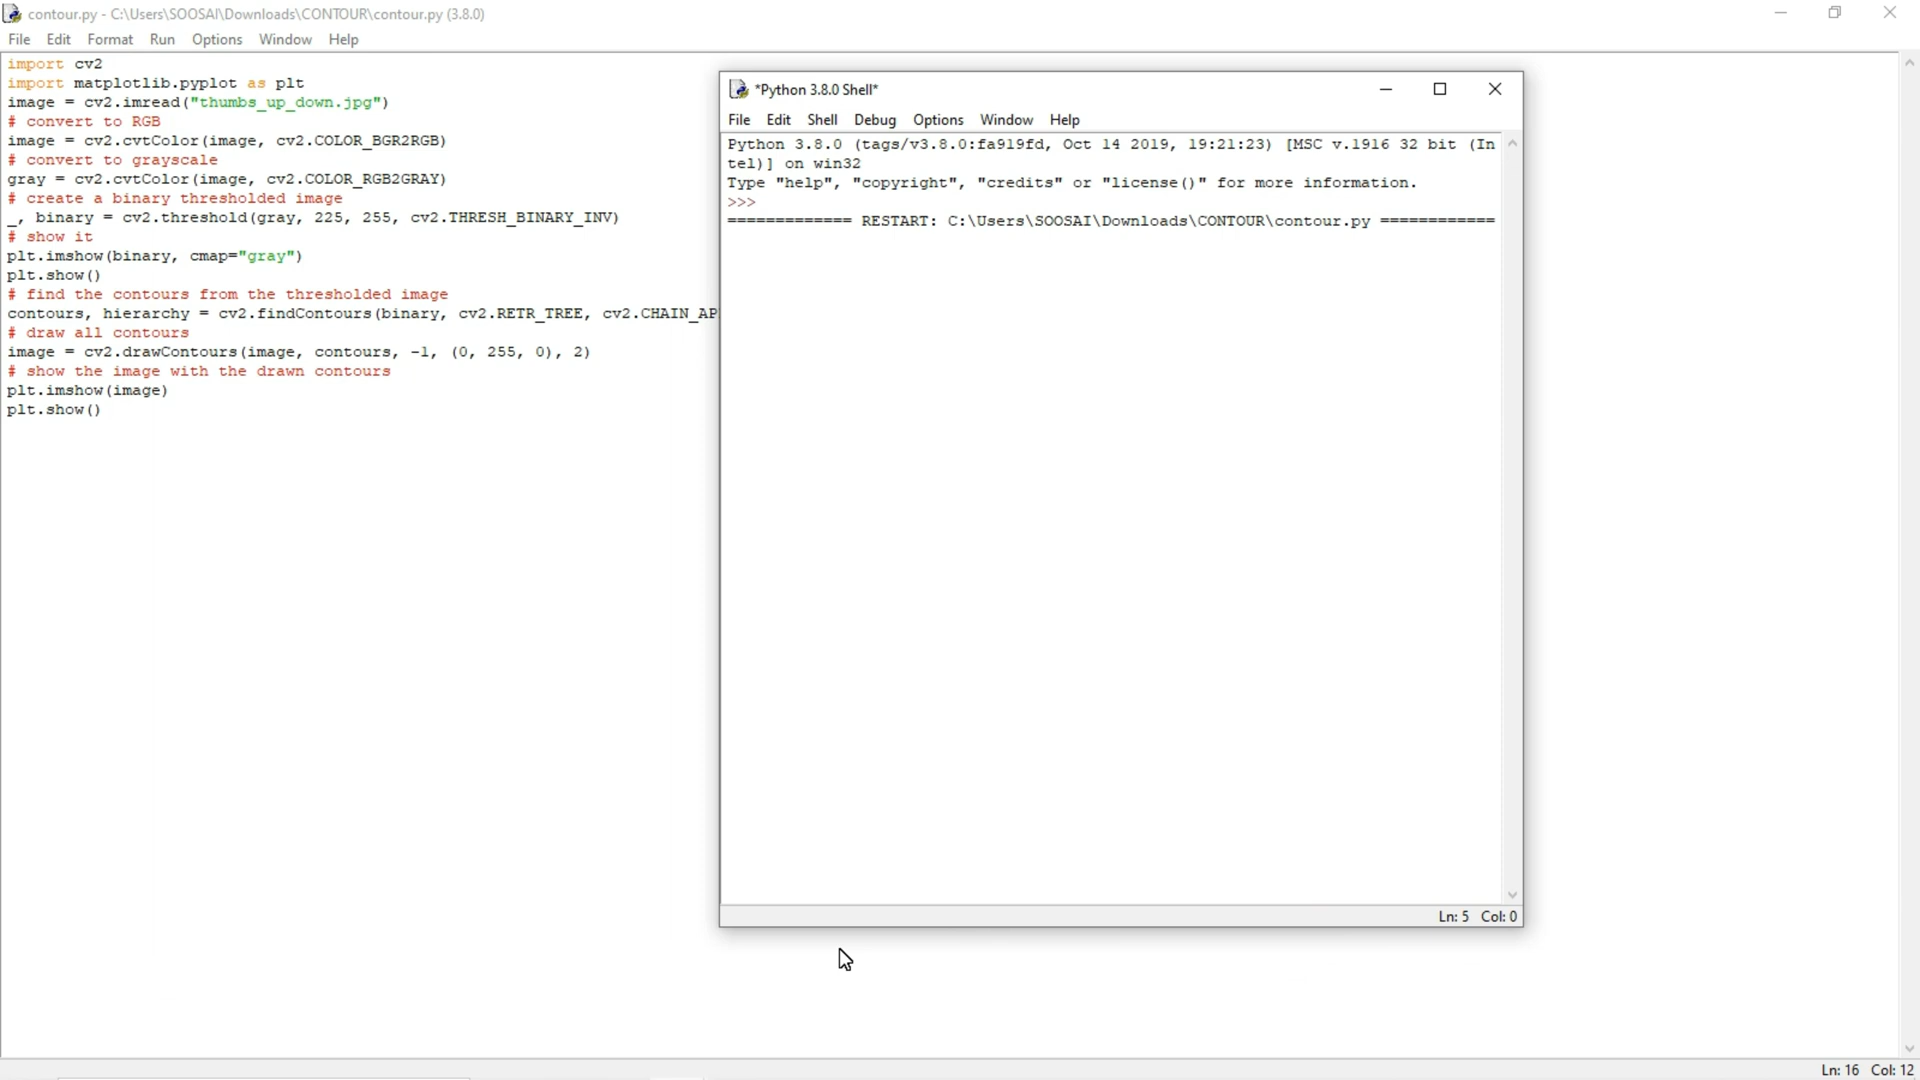 contour.py - C:\Users\SOOSAI\Downloads\CONTOUR\contour.py (3.8.0)
File Edit Format Run Options Window Help
import cv2
import matplotlib.pyplot as plt
image = cv2.imread("thumbs_up_down.jpg")
# convert to RGB
image = cv2.cvtColor(image, cv2.COLOR_BGR2RGB)
# convert to grayscale
gray = cv2.cvtColor(image, cv2.COLOR_RGB2GRAY)
# create a binary thresholded image
_, binary = cv2.threshold(gray, 225, 255, cv2.THRESH_BINARY_INV)
# show it
plt.imshow(binary, cmap="gray")
plt.show()
# find the contours from the thresholded image
contours, hierarchy = cv2.findContours(binary, cv2.RETR_TREE, cv2.CHAIN_AP
# draw all contours
image = cv2.drawContours(image, contours, -1, (0, 255, 0), 2)
# show the image with the drawn contours
plt.imshow(image)
plt.show()
*Python 3.8.0 Shell*
File Edit Shell Debug Options Window Help
Python 3.8.0 (tags/v3.8.0:fa919fd, Oct 14 2019, 19:21:23) [MSC v.1916 32 bit (In
tel)] on win32
Type "help", "copyright", "credits" or "license()" for more information.
>>>
============= RESTART: C:\Users\SOOSAI\Downloads\CONTOUR\contour.py ============
Ln: 5 Col: 0
Ln: 16 Col: 12